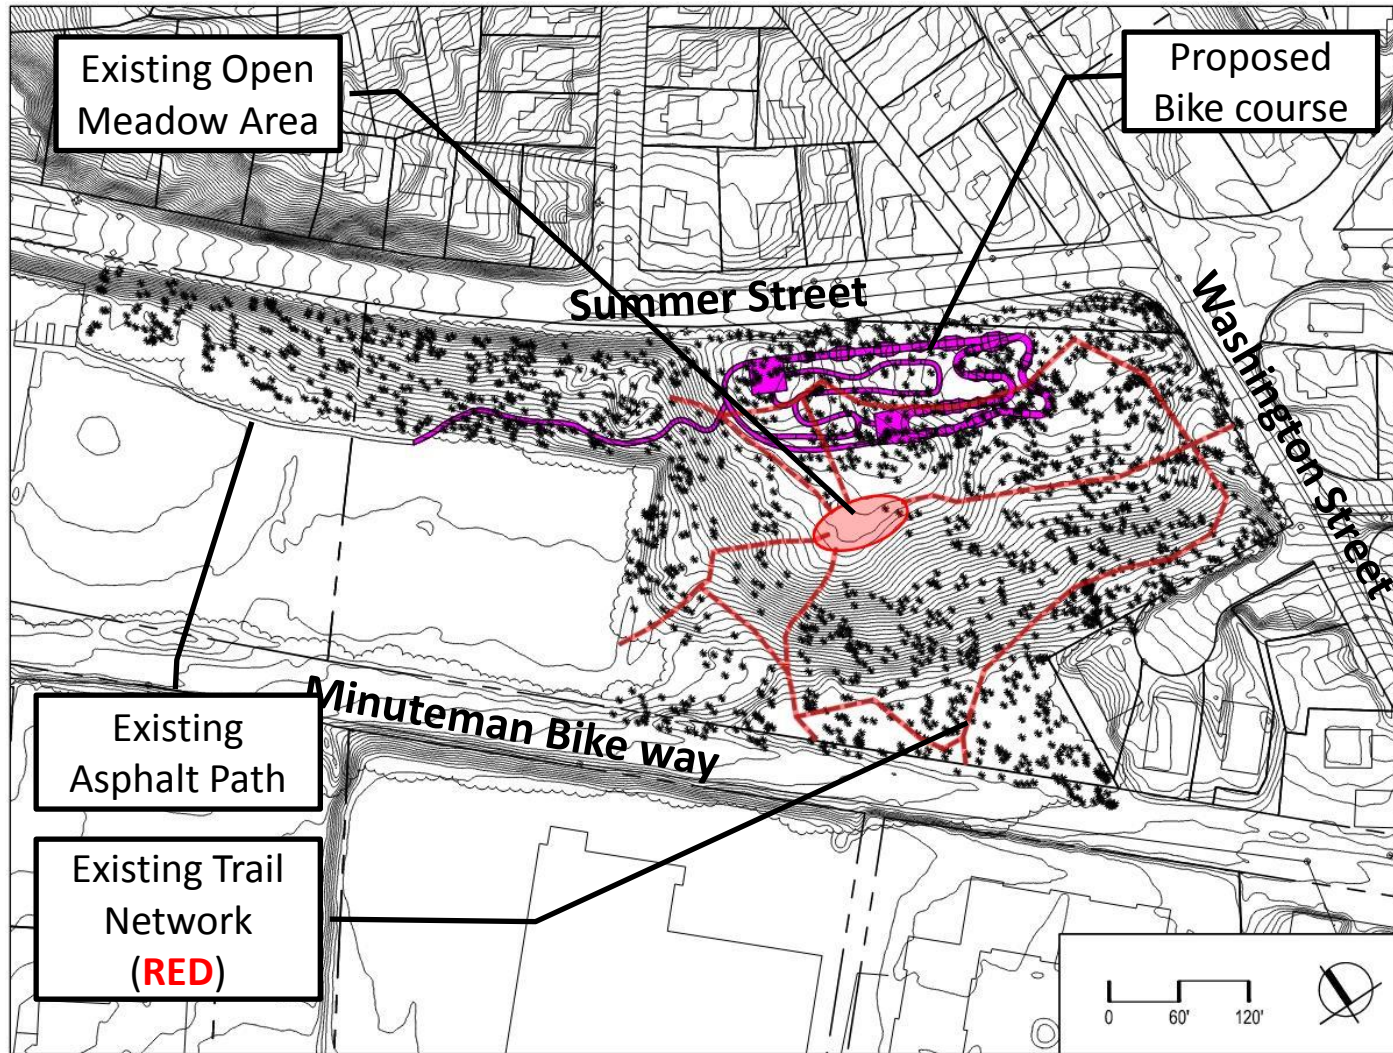 Existing Open
Meadow Area
Proposed
Bike course
Summer Street
Washington Street
Minuteman Bike way
Existing
Asphalt Path
Existing Trail
Network
(RED)
0 60' 120'